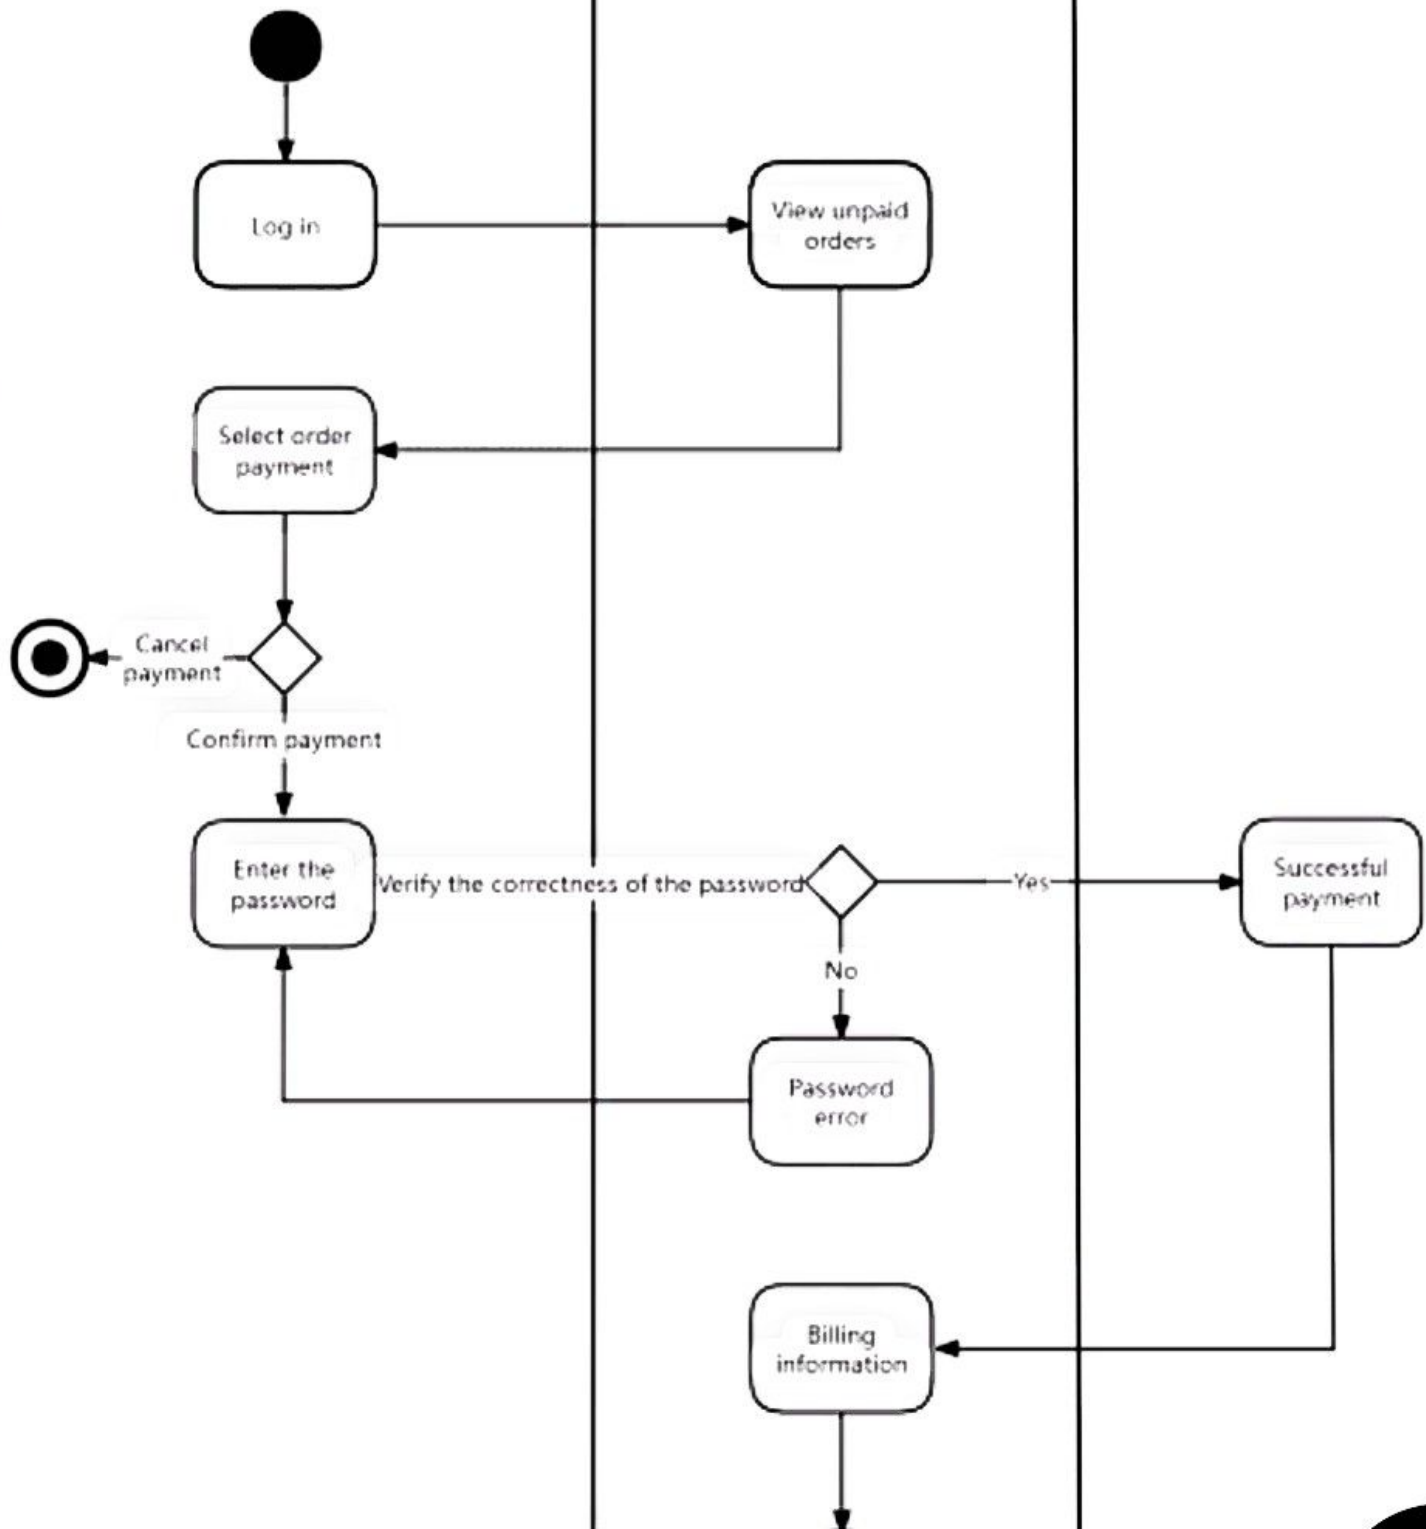 Log in
View unpaid
orders
Select order
payment
Cancel
payment
Confirm payment
Enter the
password
Verify the correctness of the password
Yes
Successful
payment
No
Password
error
Billing
information